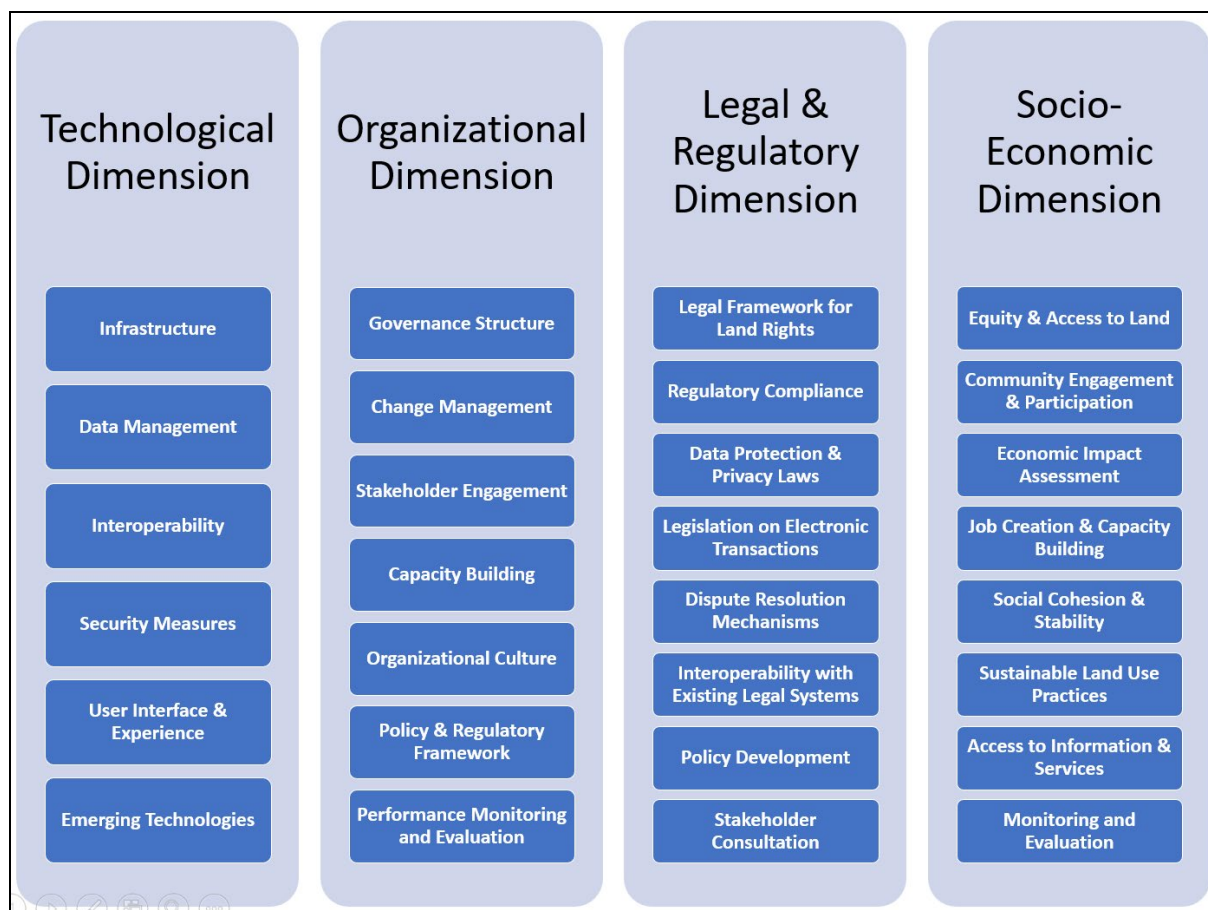 Technological
Dimension
Infrastructure
Data Management
Interoperability
Security Measures
User Interface &
Experience
Emerging Technologies
Organizational
Dimension
Governance Structure
Change Management
Stakeholder Engagement
Capacity Building
Organizational Culture
Policy & Regulatory
Framework
Performance Monitoring
and Evaluation
Legal &
Regulatory
Dimension
Legal Framework for
Land Rights
Regulatory Compliance
Data Protection &
Privacy Laws
Legislation on Electronic
Transactions
Dispute Resolution
Mechanisms
Interoperability with
Existing Legal Systems
Policy Development
Stakeholder
Consultation
Socio-
Economic
Dimension
Equity & Access to Land
Community Engagement
& Participation
Economic Impact
Assessment
Job Creation & Capacity
Building
Social Cohesion &
Stability
Sustainable Land Use
Practices
Access to Information &
Services
Monitoring and
Evaluation